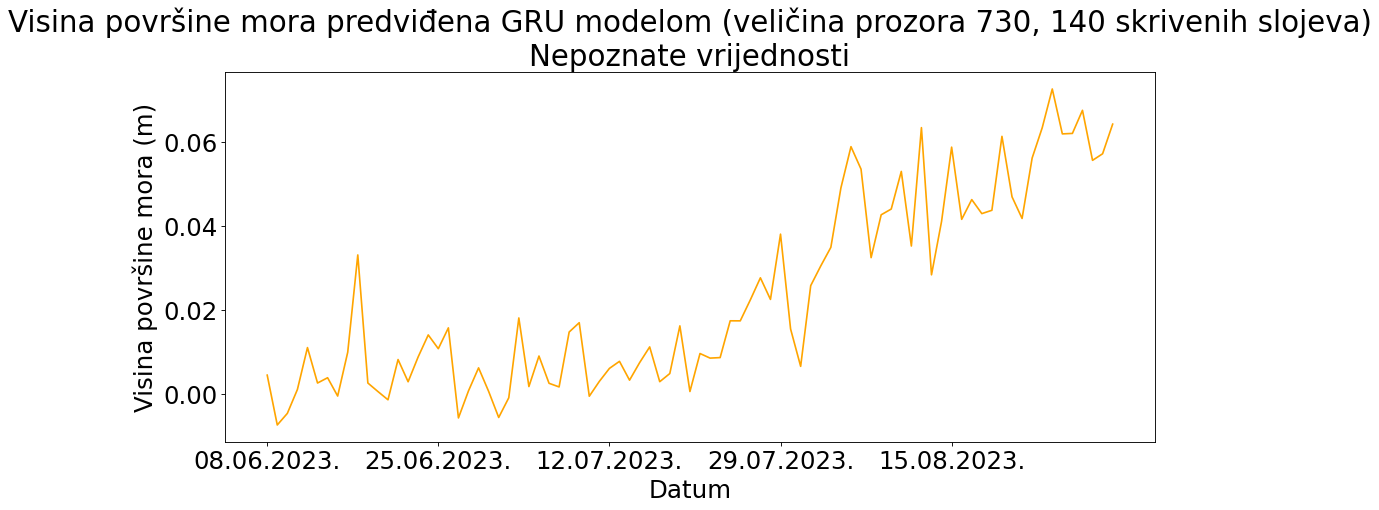 Visina površine mora predviđena GRU modelom (veličina prozora 730, 140 skrivenih slojeva)
Nepoznate vrijednosti
Visina površine mora (m)
0.06
0.04
0.02
0.00
08.06.2023. 25.06.2023. 12.07.2023. 29.07.2023. 15.08.2023.
Datum